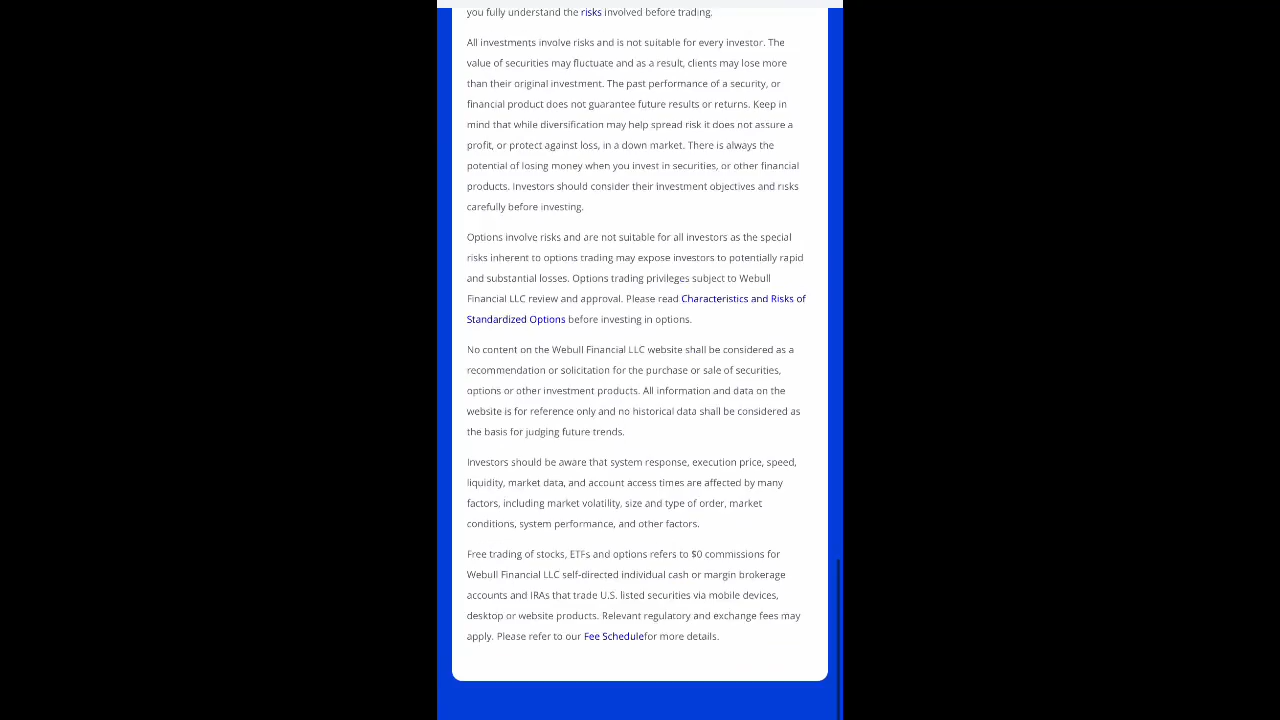 you fully understand the risks involved before trading.
All investments involve risks and is not suitable for every investor. The
value of securities may fluctuate and as a result, clients may lose more
than their original investment. The past performance of a security, or
financial product does not guarantee future results or returns. Keep in
mind that while diversification may help spread risk it does not assure a
profit, or protect against loss, in a down market. There is always the
potential of losing money when you invest in securities, or other financial
products. Investors should consider their investment objectives and risks
carefully before investing.
Options involve risks and are not suitable for all investors as the special
risks inherent to options trading may expose investors to potentially rapid
and substantial losses. Options trading privileges subject to Webull
Financial LLC review and approval. Please read Characteristics and Risks of
Standardized Options before investing in options.
No content on the Webull Financial LLC website shall be considered as a
recommendation or solicitation for the purchase or sale of securities,
options or other investment products. All information and data on the
website is for reference only and no historical data shall be considered as
the basis for judging future trends.
Investors should be aware that system response, execution price, speed,
liquidity, market data, and account access times are affected by many
factors, including market volatility, size and type of order, market
conditions, system performance, and other factors.
Free trading of stocks, ETFs and options refers to $0 commissions for
Webull Financial LLC self-directed individual cash or margin brokerage
accounts and IRAs that trade U.S. listed securities via mobile devices,
desktop or website products. Relevant regulatory and exchange fees may
apply. Please refer to our Fee Schedulefor more details.